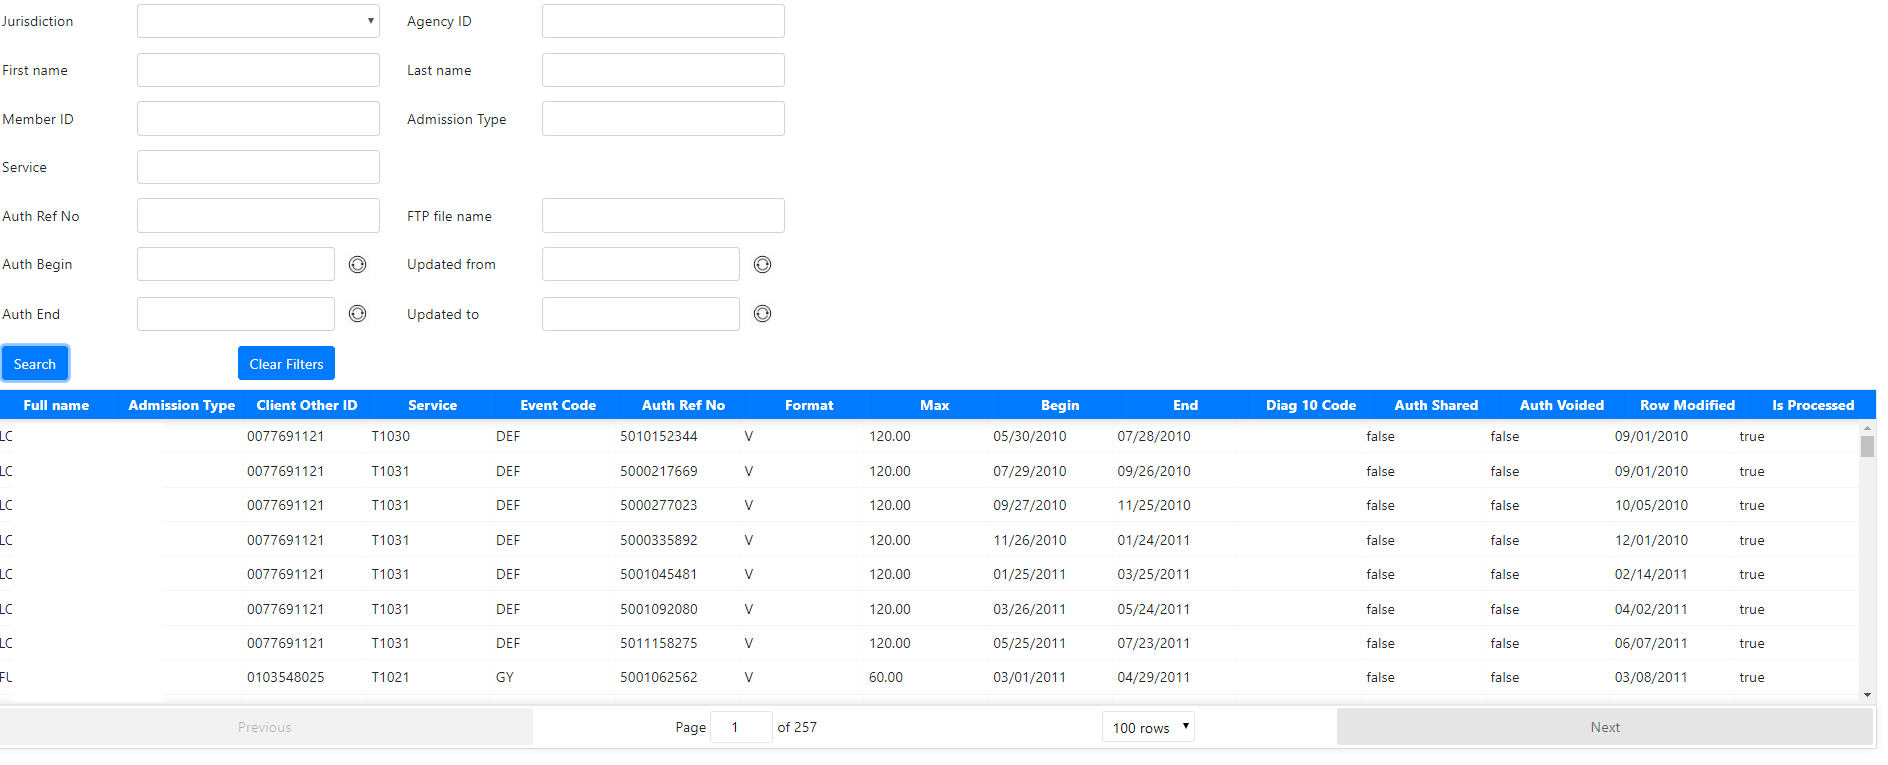 Jurisdiction Agency ID
First name Last name
Member ID Admission Type
Service
Auth Ref No FTP file name
Auth Begin Updated from
Auth End Updated to
Search Clear Filters
Full name Admission Type Client Other ID Service Event Code Auth Ref No Format Max Begin End Diag 10 Code Auth Shared Auth Voided Row Modified Is Processed
LC 0077691121 T1030 DEF 5010152344 V 120.00 05/30/2010 07/28/2010 false false 09/01/2010 true
LC 0077691121 T1031 DEF 5000217669 V 120.00 07/29/2010 09/26/2010 false false 09/01/2010 true
LC 0077691121 T1031 DEF 5000277023 V 120.00 09/27/2010 11/25/2010 false false 10/05/2010 true
LC 0077691121 T1031 DEF 5000335892 V 120.00 11/26/2010 01/24/2011 false false 12/01/2010 true
LC 0077691121 T1031 DEF 5001045481 V 120.00 01/25/2011 03/25/2011 false false 02/14/2011 true
LC 0077691121 T1031 DEF 5001092080 V 120.00 03/26/2011 05/24/2011 false false 04/02/2011 true
LC 0077691121 T1031 DEF 5011158275 V 120.00 05/25/2011 07/23/2011 false false 06/07/2011 true
FU 0103548025 T1021 GY 5001062562 V 60.00 03/01/2011 04/29/2011 false false 03/08/2011 true
Previous Page 1 of 257 100 rows Next